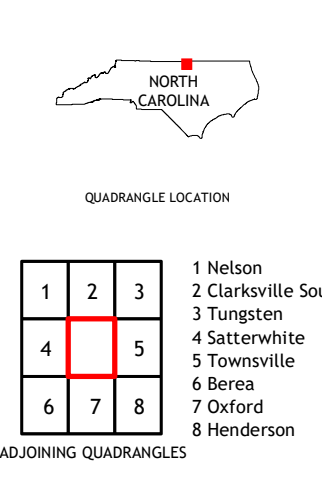 NORTH
CAROLINA
QUADRANGLE LOCATION
1 2 3
4 5
6 7 8
1 Nelson
2 Clarksville Sou
3 Tungsten
4 Satterwhite
5 Townsville
6 Berea
7 Oxford
8 Henderson
ADJOINING QUADRANGLES